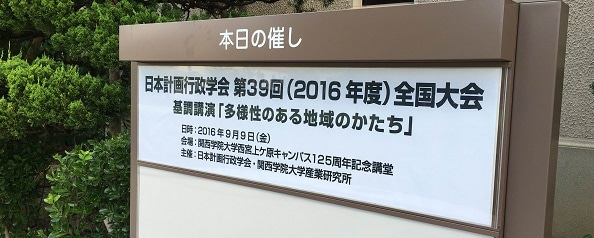 本日の催し
日本計画行政学会 第39回(2016年度)全国大会
基調講演「多様性のある地域のかたち」
日時：2016年9月9日(金)
会場：関西学院大学西宮上ケ原キャンパス125周年記念講堂
主催：日本計画行政学会・関西学院大学産業研究所